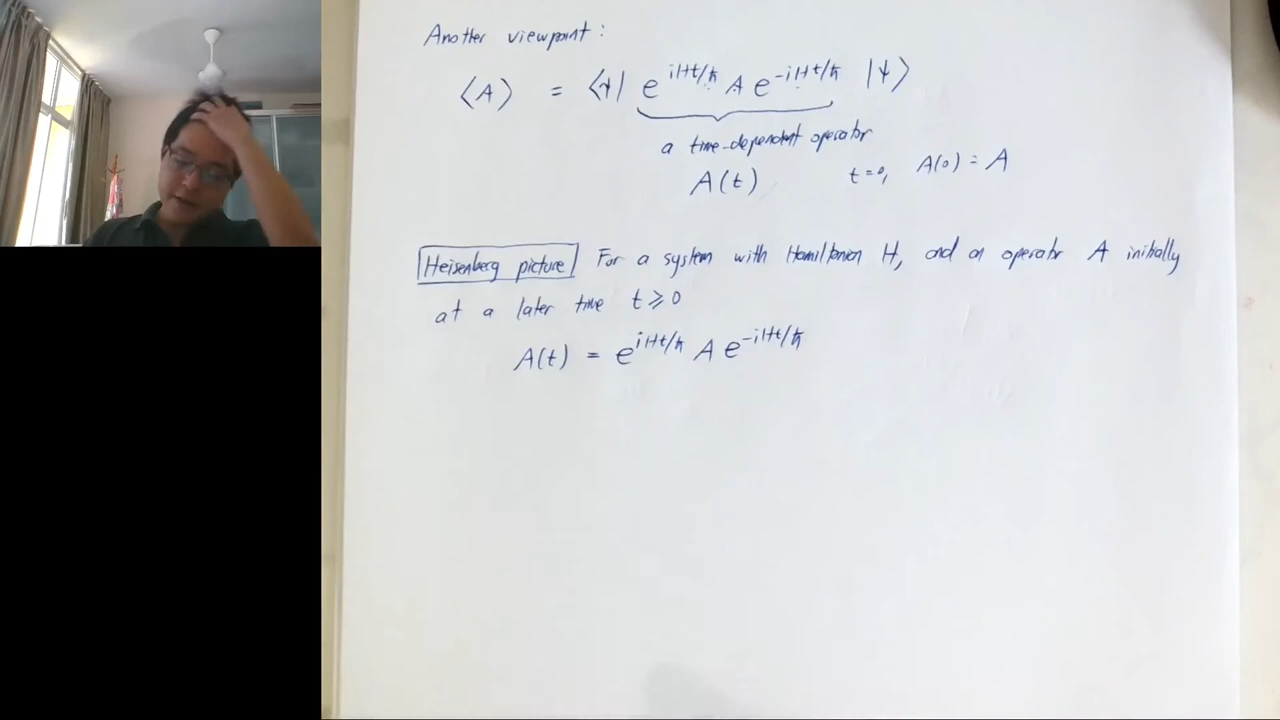 Another viewpoint:
⟨A⟩ = ⟨ψ| e^{iHt/ħ} A e^{-iHt/ħ} |ψ⟩
a time-dependent operator
A(t) t=0, A(0) = A
Heisenberg picture For a system with Hamiltonian H, and an operator A initially
at a later time t ⩾ 0
A(t) = e^{iHt/ħ} A e^{-iHt/ħ}